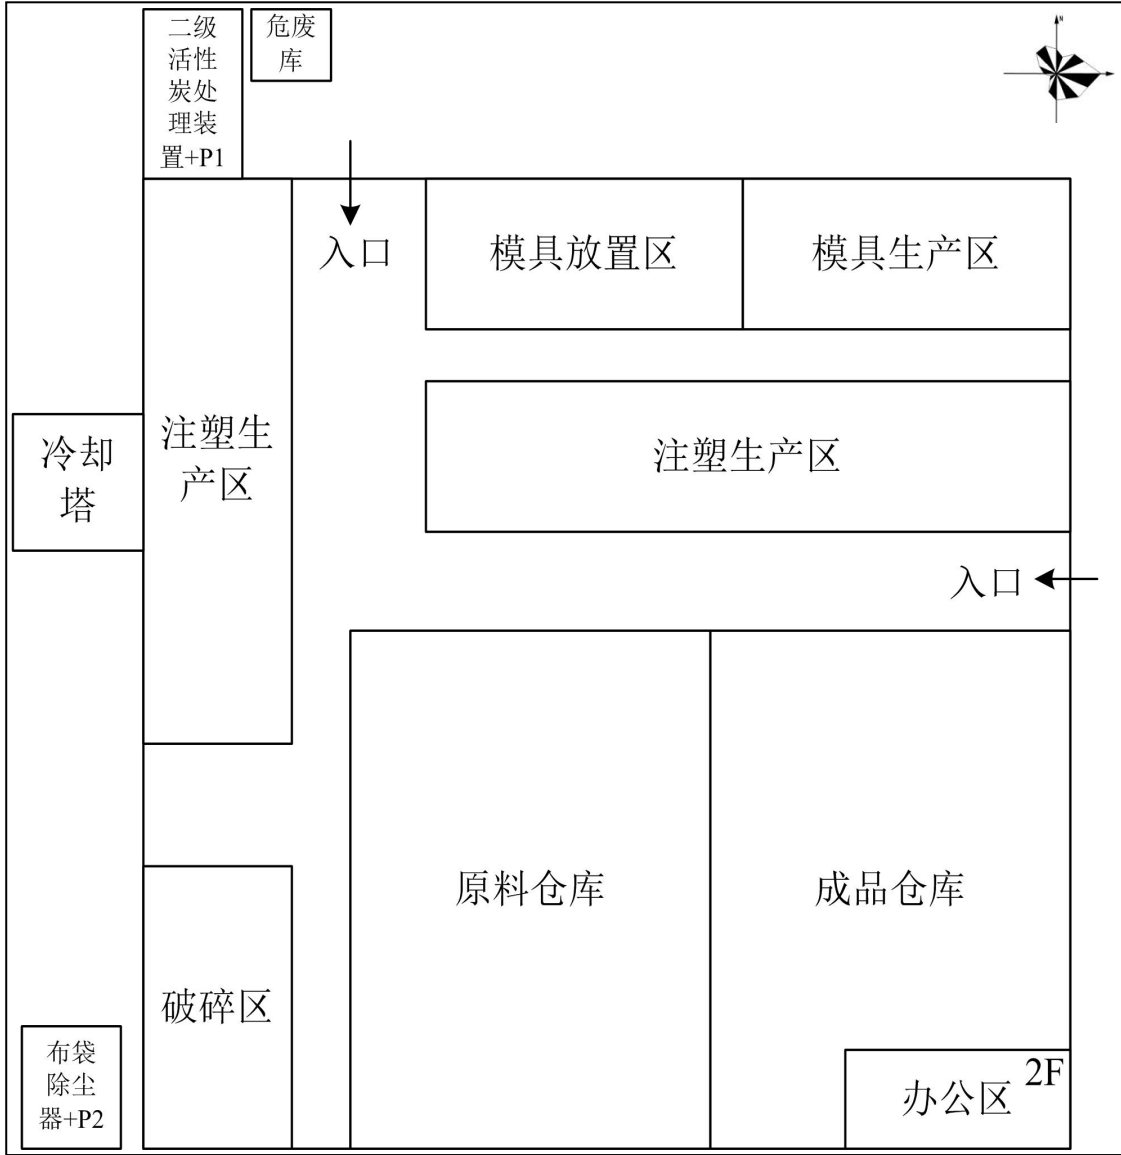 二级
活性
炭处
理装
置+P1
危废
库
N
入口
模具放置区
模具生产区
注塑生
产区
冷却
塔
注塑生产区
入口
原料仓库
成品仓库
破碎区
布袋
除尘
器+P2
2F
办公区